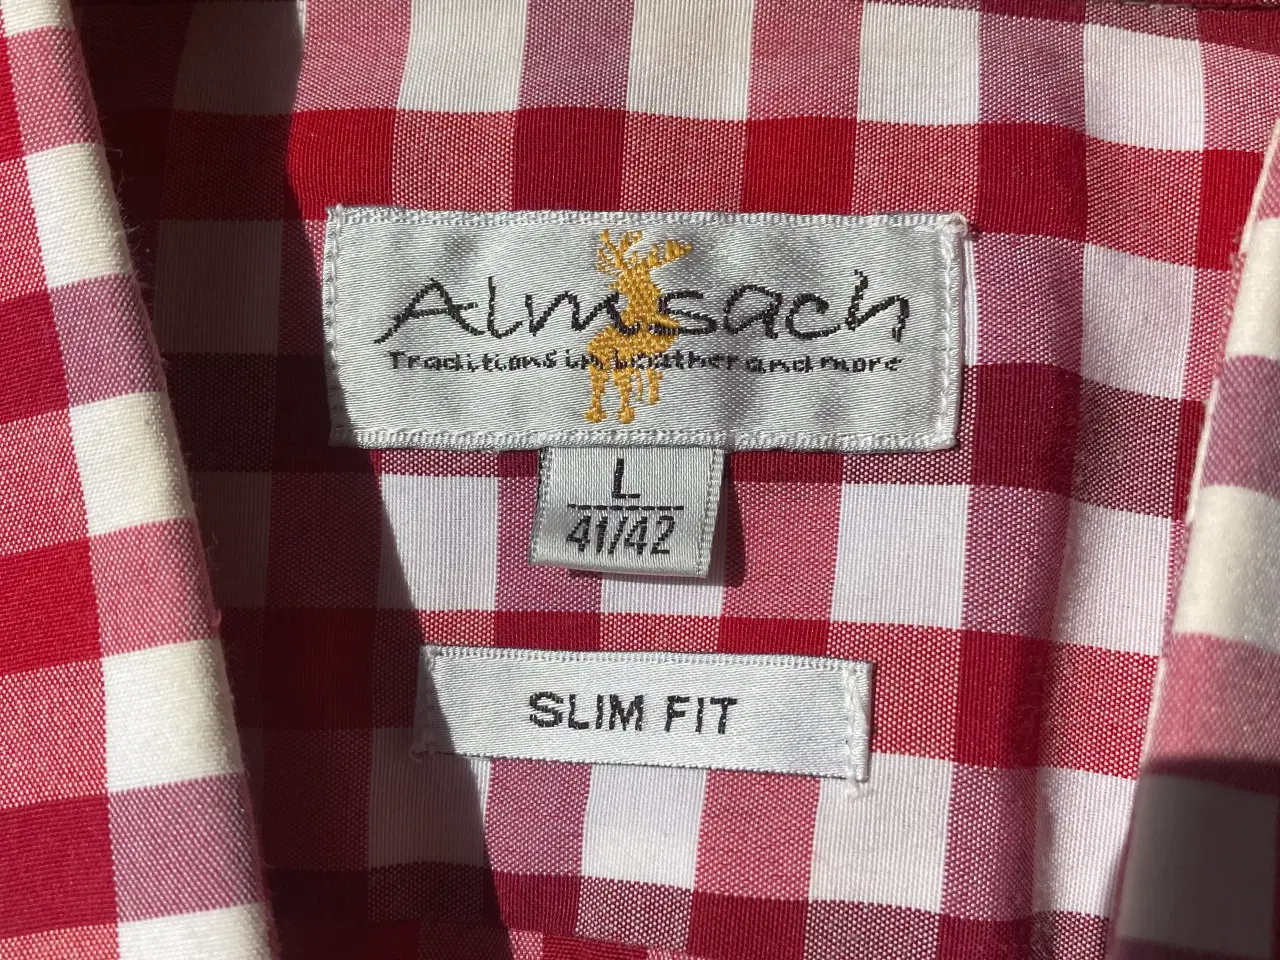 Almsach
Traditions in Leather and more
L
41/42
SLIM FIT